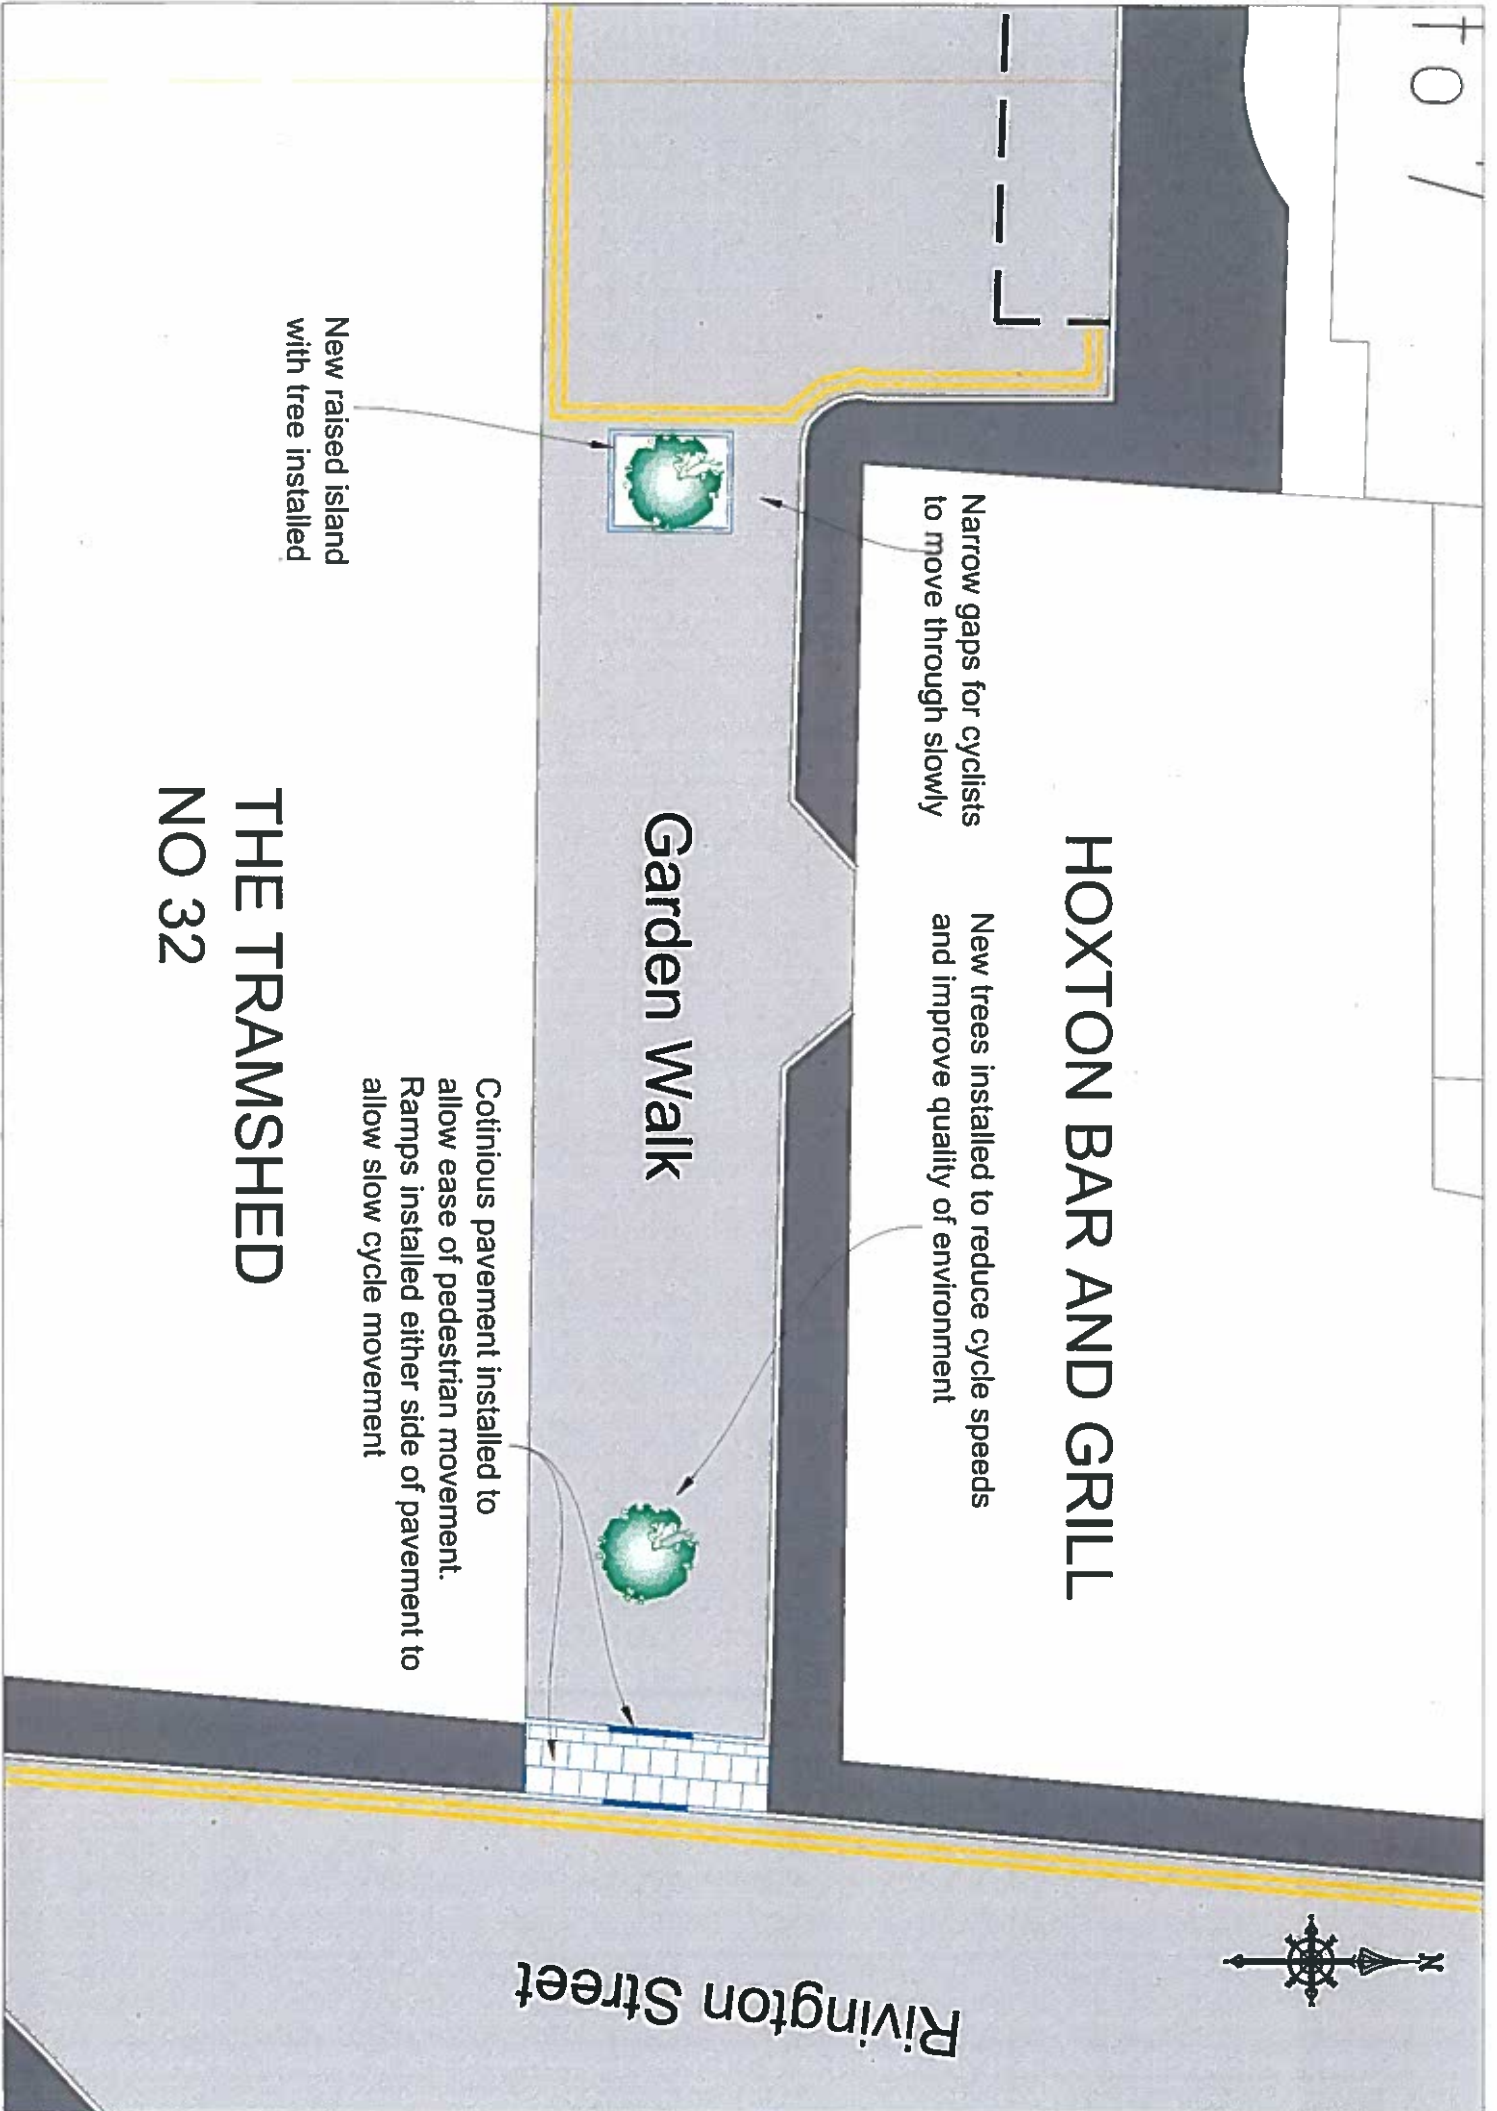 TO
HOXTON BAR AND GRILL
Narrow gaps for cyclists
to move through slowly
New trees installed to reduce cycle speeds
and improve quality of environment
N
Garden Walk
Rivington Street
New raised island
with tree installed
Cotinious pavement installed to
allow ease of pedestrian movement.
Ramps installed either side of pavement to
allow slow cycle movement
THE TRAMSHED
NO 32